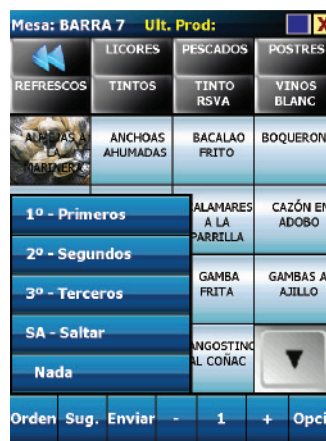 Mesa: BARRA 7 Ult. Prod: X
LICORES PESCADOS POSTRES
REFRESCOS TINTOS TINTO RSVA VINOS BLANC
ALMEJAS A MARINERA ANCHOAS AHUMADAS BACALAO FRITO BOQUERON
1º - Primeros
ALAMARES A LA PARRILLA
CAZÓN EN ADOBO
2º - Segundos
3º - Terceros
GAMBA FRITA
GAMBAS A AJILLO
SA - Saltar
Nada
ANGOSTINO AL COÑAC
Orden Sug. Enviar - 1 + Opci